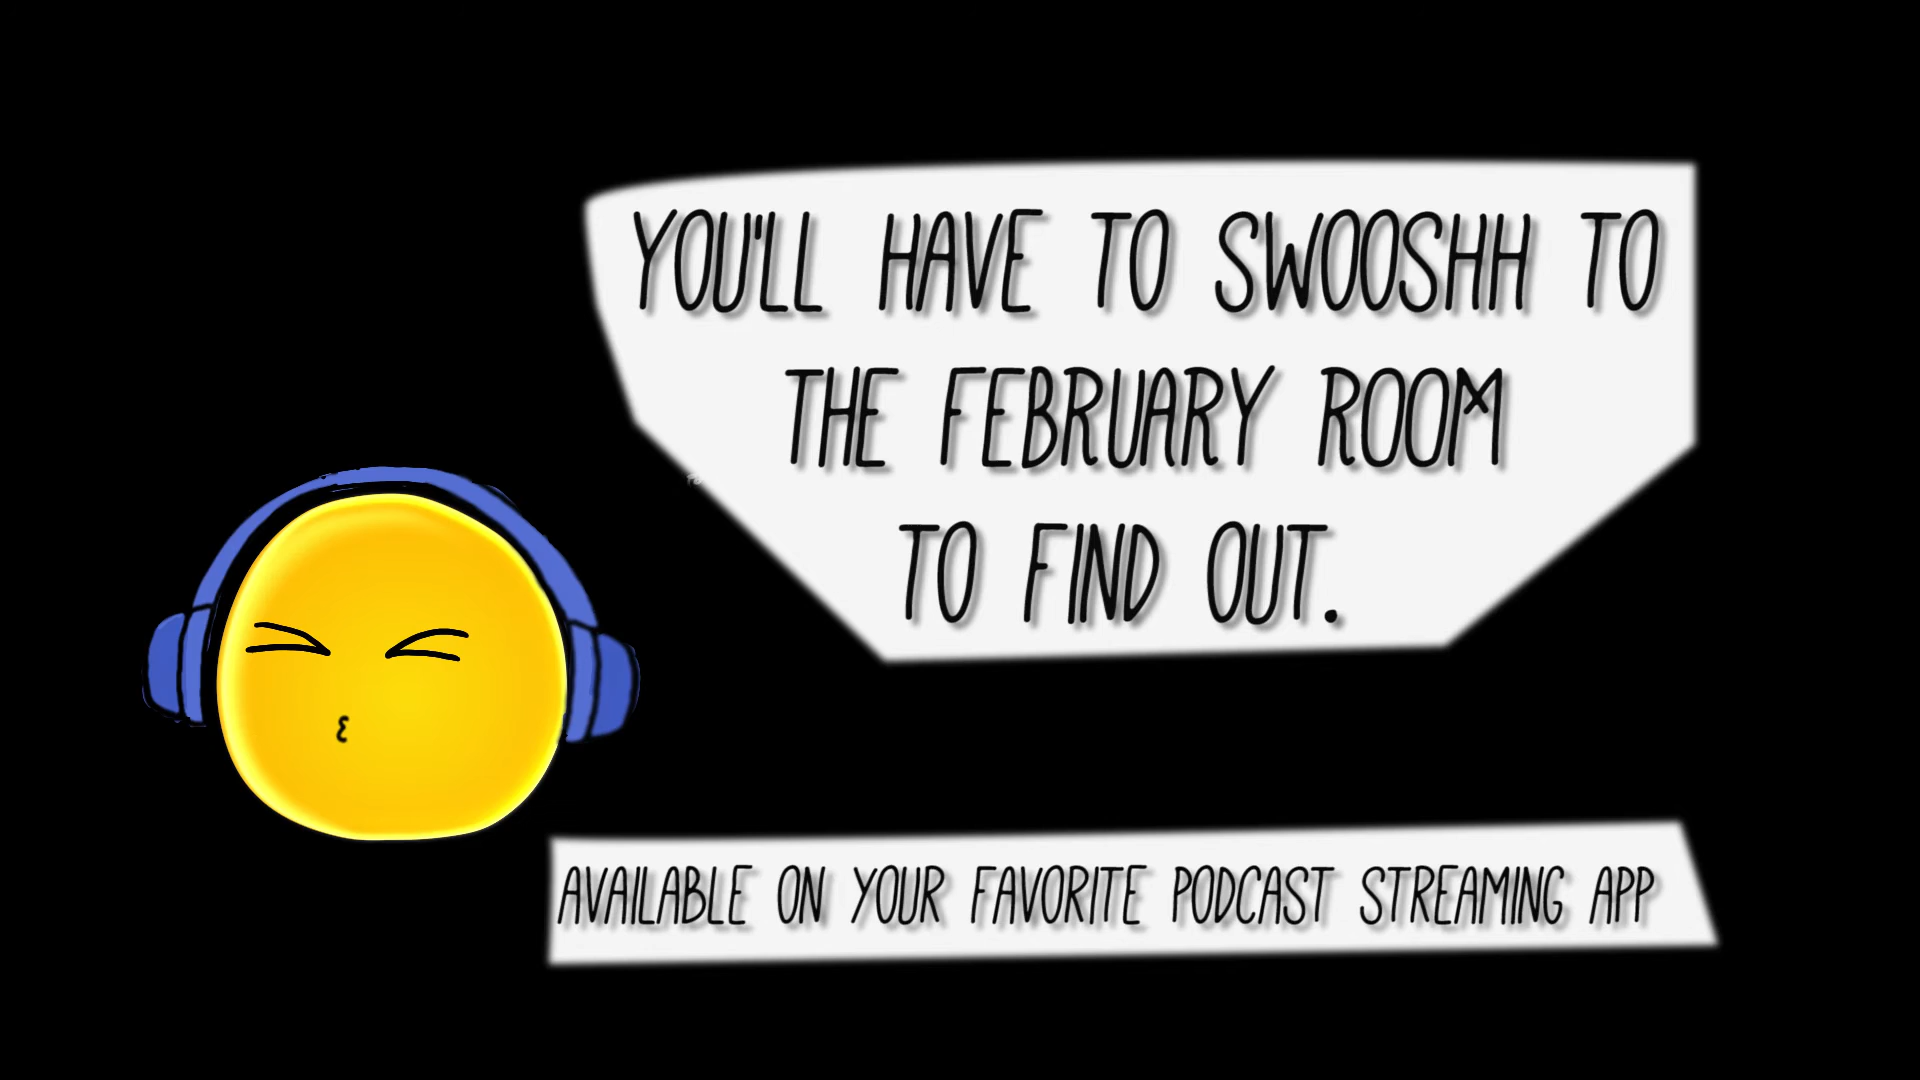 YOU"LL HAVE TO SWOOSHH TO
THE FEBRUARY ROOM
TO FIND OUT.
AVAILABLE ON YOUR FAVORITE PODCAST STREAMING APP